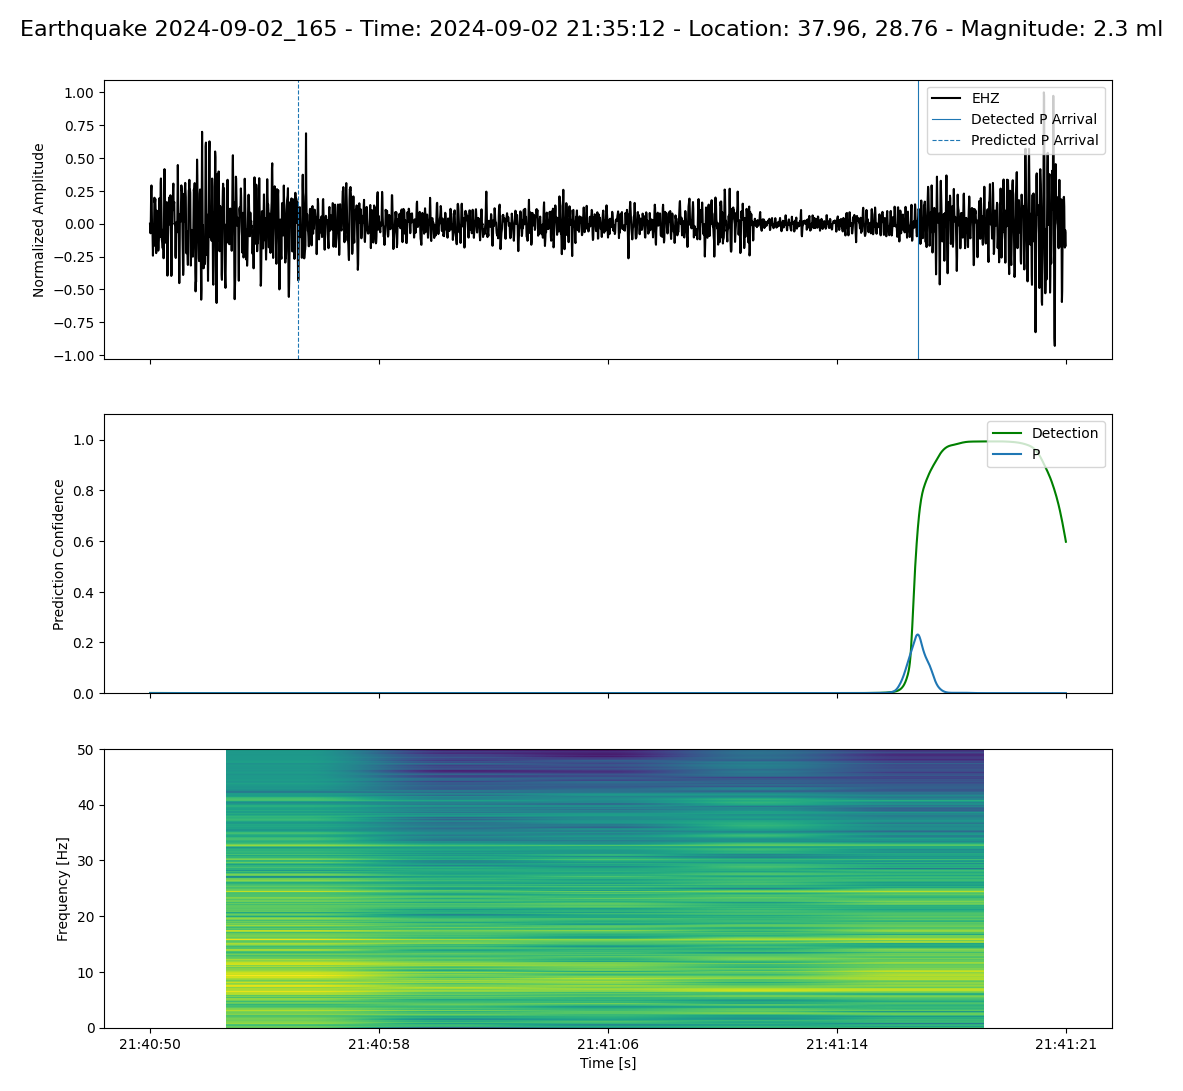 Earthquake 2024-09-02_165 - Time: 2024-09-02 21:35:12 - Location: 37.96, 28.76 - Magnitude: 2.3 ml
Normalized Amplitude
1.00
0.75
0.50
0.25
0.00
−0.25
−0.50
−0.75
−1.00
EHZ
Detected P Arrival
Predicted P Arrival
Prediction Confidence
1.0
0.8
0.6
0.4
0.2
0.0
Detection
P
Frequency [Hz]
50
40
30
20
10
0
21:40:50 21:40:58 21:41:06 21:41:14 21:41:21
Time [s]